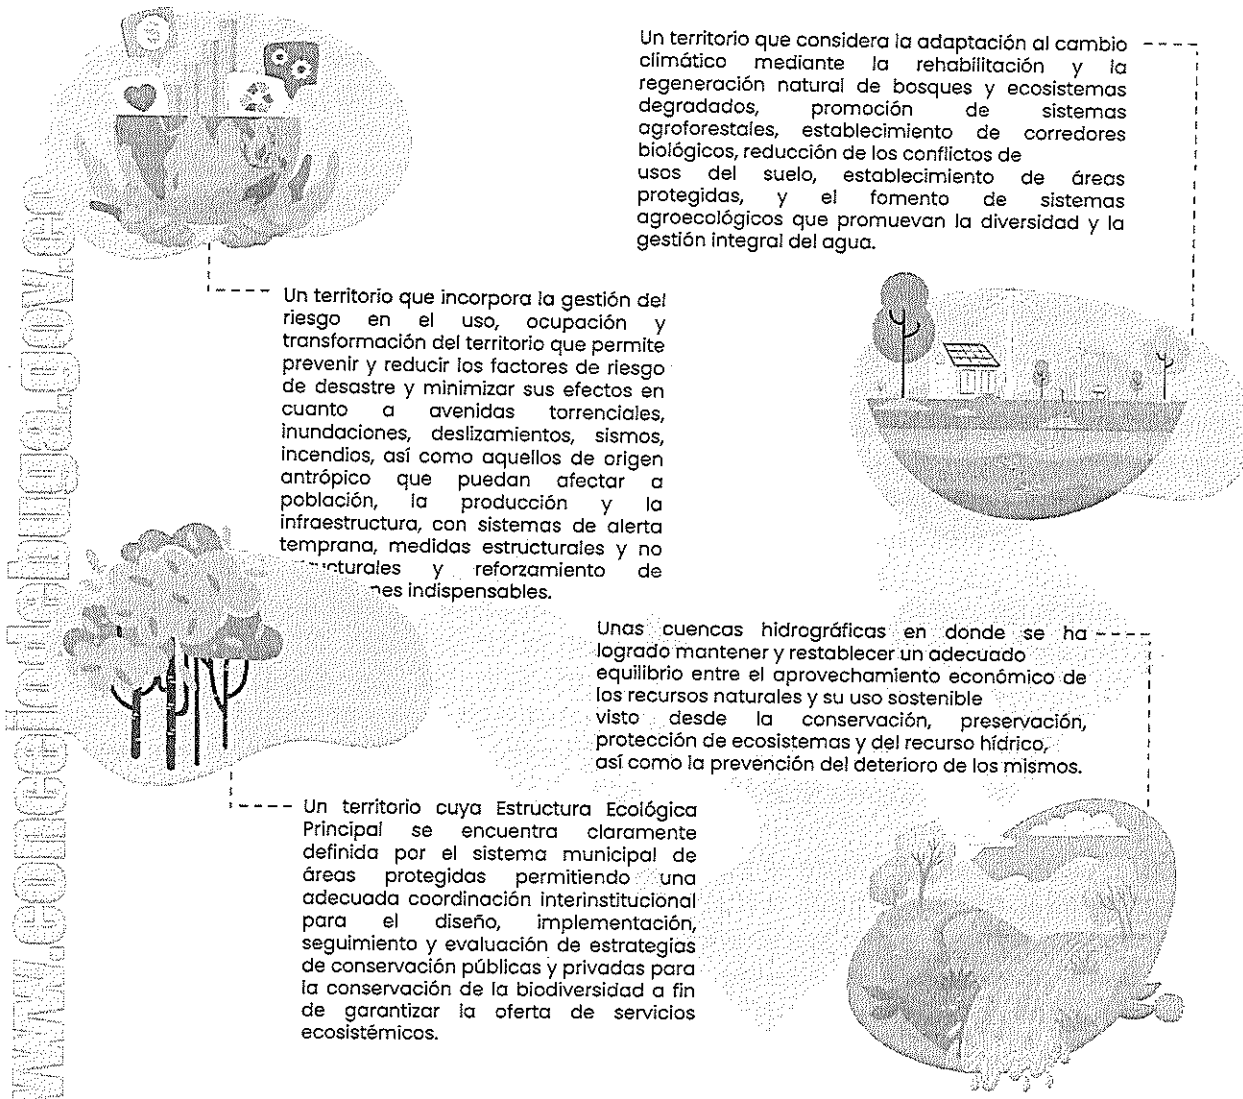 Un territorio que considera la adaptación al cambio
climático mediante la rehabilitación y la
regeneración natural de bosques y ecosistemas
degradados, promoción de sistemas
agroforestales, establecimiento de corredores
biológicos, reducción de los conflictos de
usos del suelo, establecimiento de áreas
protegidas, y el fomento de sistemas
agroecológicos que promuevan la diversidad y la
gestión integral del agua.
Un territorio que incorpora la gestión del
riesgo en el uso, ocupación y
transformación del territorio que permite
prevenir y reducir los factores de riesgo
de desastre y minimizar sus efectos en
cuanto a avenidas torrenciales,
inundaciones, deslizamientos, sismos,
incendios, así como aquellos de origen
antrópico que puedan afectar a
población, la producción y la
infraestructura, con sistemas de alerta
temprana, medidas estructurales y no
y reforzamiento de
indispensables.
Unas cuencas hidrográficas en donde se ha
logrado mantener y restablecer un adecuado
equilibrio entre el aprovechamiento económico de
los recursos naturales y su uso sostenible
visto desde la conservación, preservación,
protección de ecosistemas y del recurso hídrico,
así como la prevención del deterioro de los mismos.
Un territorio cuya Estructura Ecológica
Principal se encuentra claramente
definida por el sistema municipal de
áreas protegidas permitiendo una
adecuada coordinación interinstitucional
para el diseño, implementación,
seguimiento y evaluación de estrategias
de conservación públicas y privadas para
la conservación de la biodiversidad a fin
de garantizar la oferta de servicios
ecosistémicos.
www.concejodebuga.gov.co